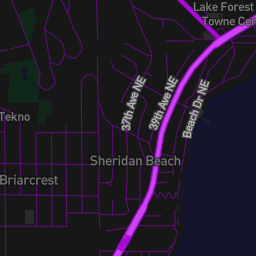 Lake Forest
Towne Cen
37th Ave NE
39th Ave NE
Beach Dr NE
Tekno
Sheridan Beach
Briarcrest